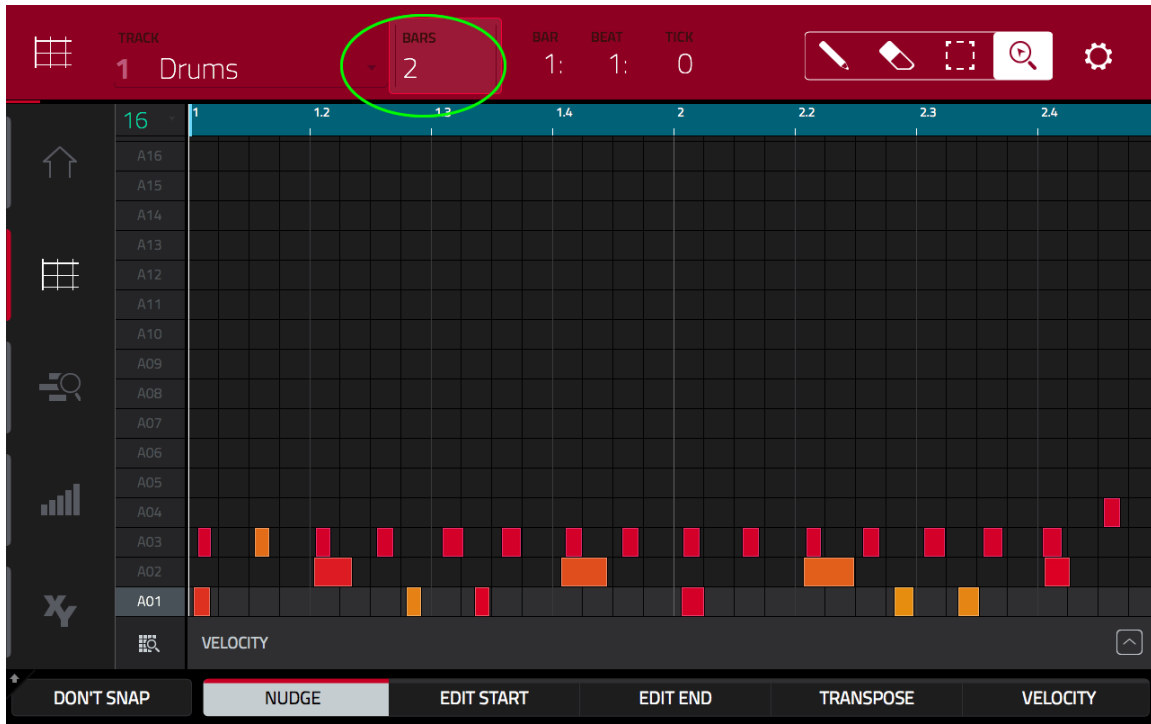 TRACK BARS BAR BEAT TICK
1 Drums 2 1: 1: 0
16 1 1.2 1.3 1.4 2 2.2 2.3 2.4
A16
A15
A14
A13
A12
A11
A10
A09
A08
A07
A06
A05
A04
A03
A02
A01
XY
VELOCITY
DON'T SNAP NUDGE EDIT START EDIT END TRANSPOSE VELOCITY